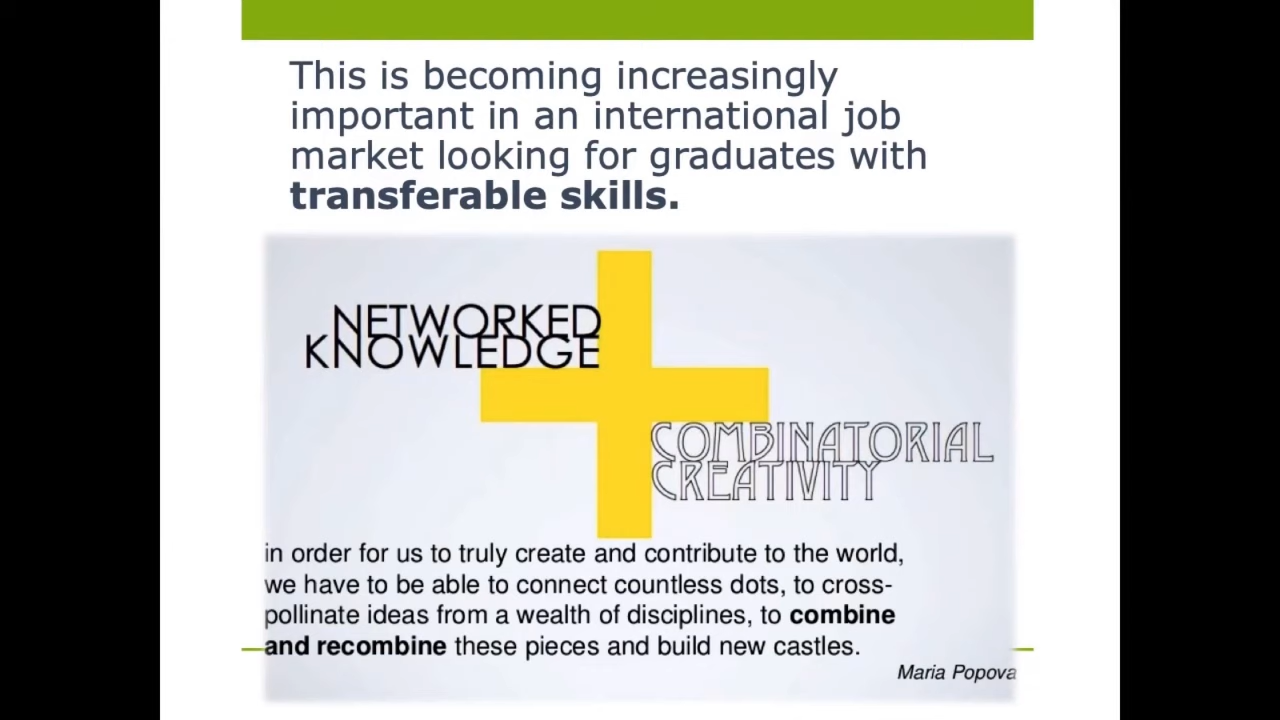 This is becoming increasingly
important in an international job
market looking for graduates with
transferable skills.
NETWORKED
KNOWLEDGE
COMBINATORIAL
CREATIVITY
in order for us to truly create and contribute to the world,
we have to be able to connect countless dots, to cross-
pollinate ideas from a wealth of disciplines, to combine
and recombine these pieces and build new castles.
Maria Popova